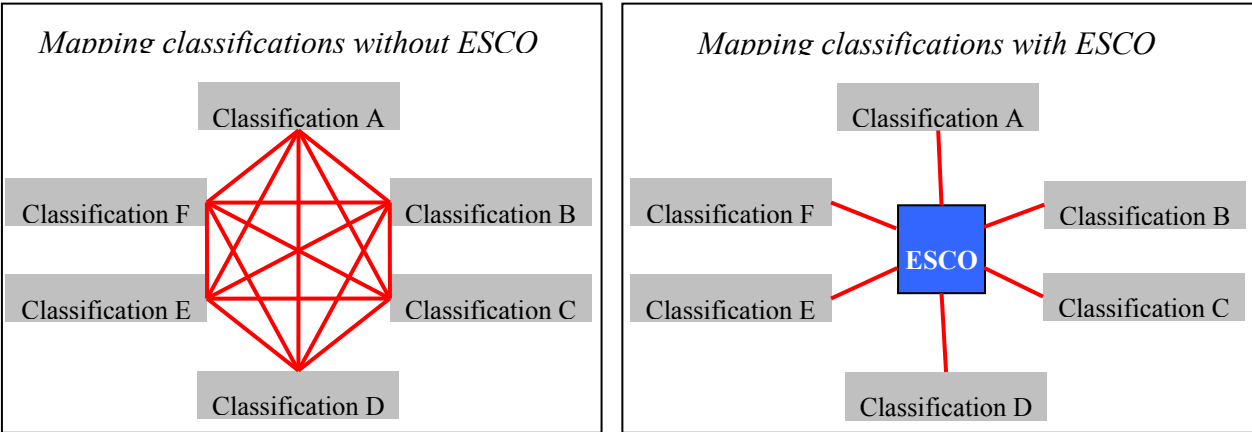 Mapping classifications without ESCO
Classification A
Classification F
Classification B
Classification E
Classification C
Classification D
Mapping classifications with ESCO
Classification A
Classification F
Classification B
ESCO
Classification E
Classification C
Classification D